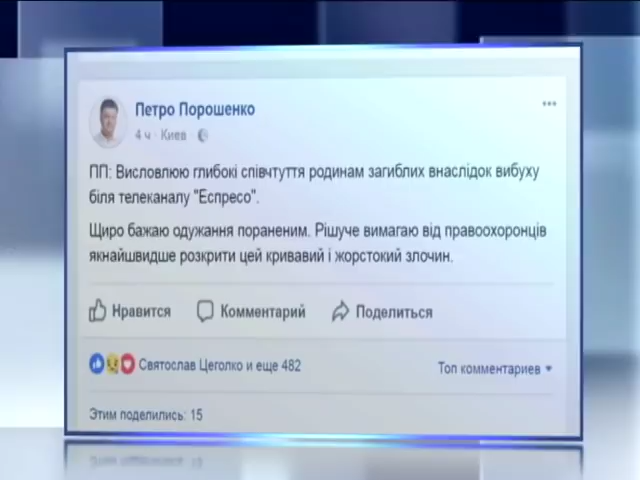 Петро Порошенко
4 ч · Киев ·
ПП: Висловлюю глибокі співчуття родинам загиблих внаслідок вибуху
біля телеканалу "Еспресо".
Щиро бажаю одужання пораненим. Рішуче вимагаю від правоохоронців
якнайшвидше розкрити цей кривавий і жорстокий злочин.
Нравится Комментарий Поделиться
Святослав Цеголко и еще 482 Топ комментариев
Этим поделились: 15